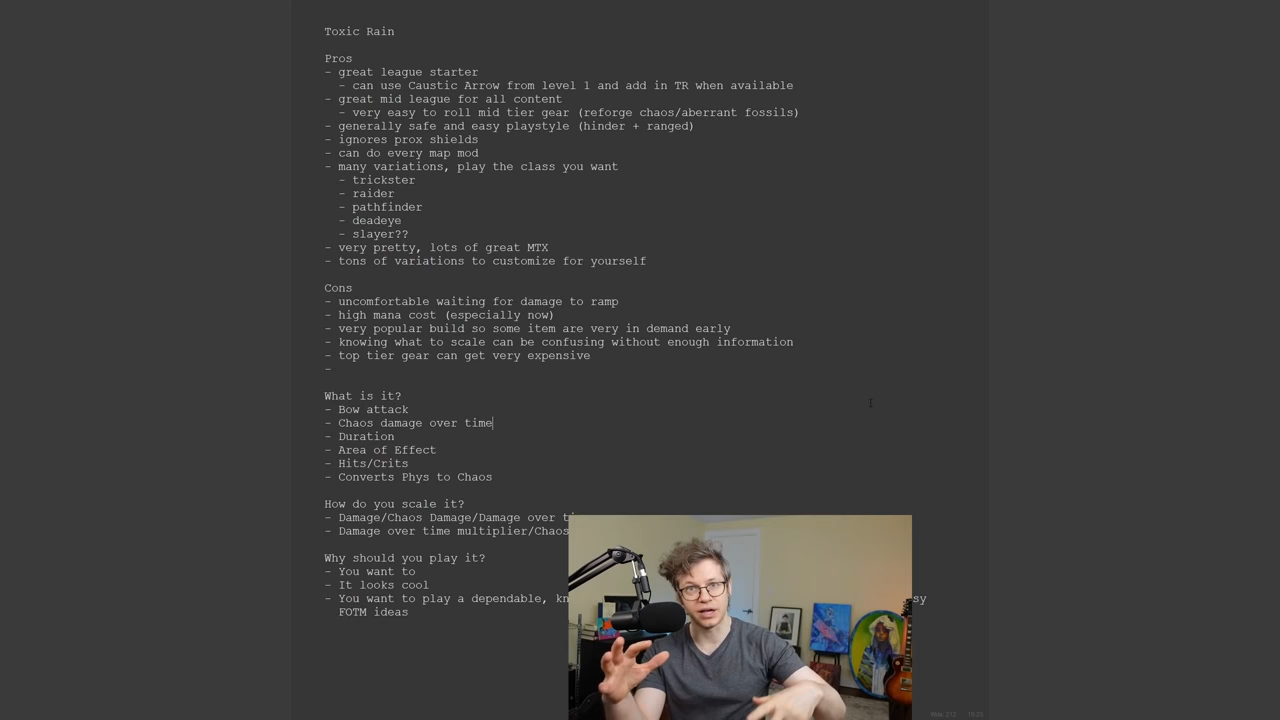 Toxic Rain
Pros
- great league starter
- can use Caustic Arrow from level 1 and add in TR when available
- great mid league for all content
- very easy to roll mid tier gear (reforge chaos/aberrant fossils)
- generally safe and easy playstyle (hinder + ranged)
- ignores prox shields
- can do every map mod
- many variations, play the class you want
- trickster
- raider
- pathfinder
- deadeye
- slayer??
- very pretty, lots of great MTX
- tons of variations to customize for yourself
Cons
- uncomfortable waiting for damage to ramp
- high mana cost (especially now)
- very popular build so some item are very in demand early
- knowing what to scale can be confusing without enough information
- top tier gear can get very expensive
-
What is it?
- Bow attack
- Chaos damage over time
- Duration
- Area of Effect
- Hits/Crits
- Converts Phys to Chaos
How do you scale it?
- Damage/Chaos Damage/Damage over
- Damage over time multiplier/Chaos
Why should you play it?
- You want to
- It looks cool
- You want to play a dependable,
FOTM ideas